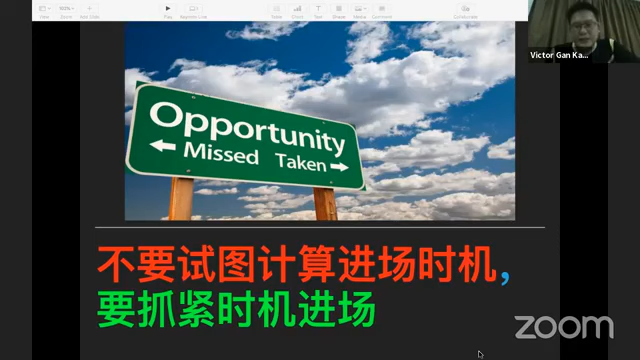 Victor Gan Ka...
Opportunity
Missed Taken
不要试图计算进场时机,
要抓紧时机进场
zoom